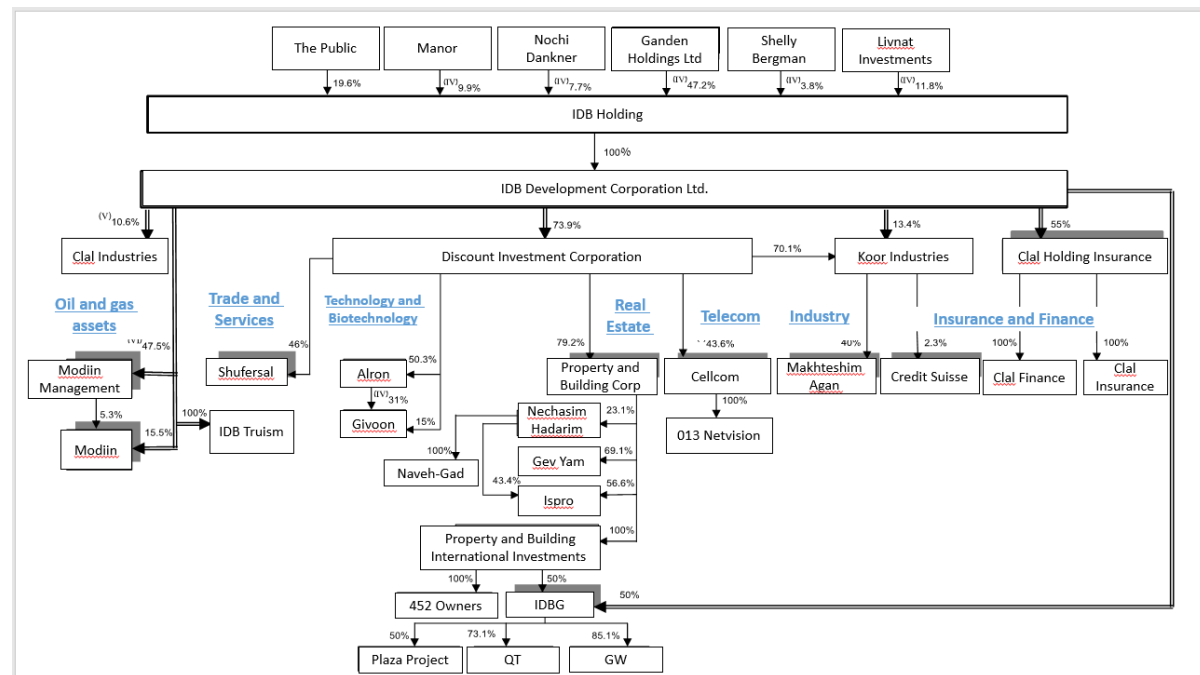 The Public
Manor
Nochi
Dankner
Ganden
Holdings Ltd
Shelly
Bergman
Livnat
Investments
19.6%
(IV)9.9%
(IV)7.7%
(IV)47.2%
(IV)3.8%
(IV)11.8%
IDB Holding
100%
IDB Development Corporation Ltd.
(V)10.6%
73.9%
13.4%
55%
Clal Industries
Discount Investment Corporation
70.1%
Koor Industries
Clal Holding Insurance
Oil and gas
assets
Trade and
Services
Technology and
Biotechnology
Real
Estate
Telecom
Industry
Insurance and Finance
47.5%
46%
50.3%
79.2%
43.6%
40%
2.3%
100%
100%
Modiin
Management
Shufersal
Alron
Property and
Building Corp
Cellcom
Makhteshim
Agan
Credit Suisse
Clal Finance
Clal
Insurance
5.3%
15.5%
100%
(IV)31%
15%
23.1%
100%
Modiin
IDB Truism
Givoon
Nechasim
Hadarim
013 Netvision
100%
Naveh-Gad
69.1%
Gev Yam
43.4%
56.6%
Ispro
100%
Property and Building
International Investments
100%
50%
50%
452 Owners
IDBG
50%
73.1%
85.1%
Plaza Project
QT
GW